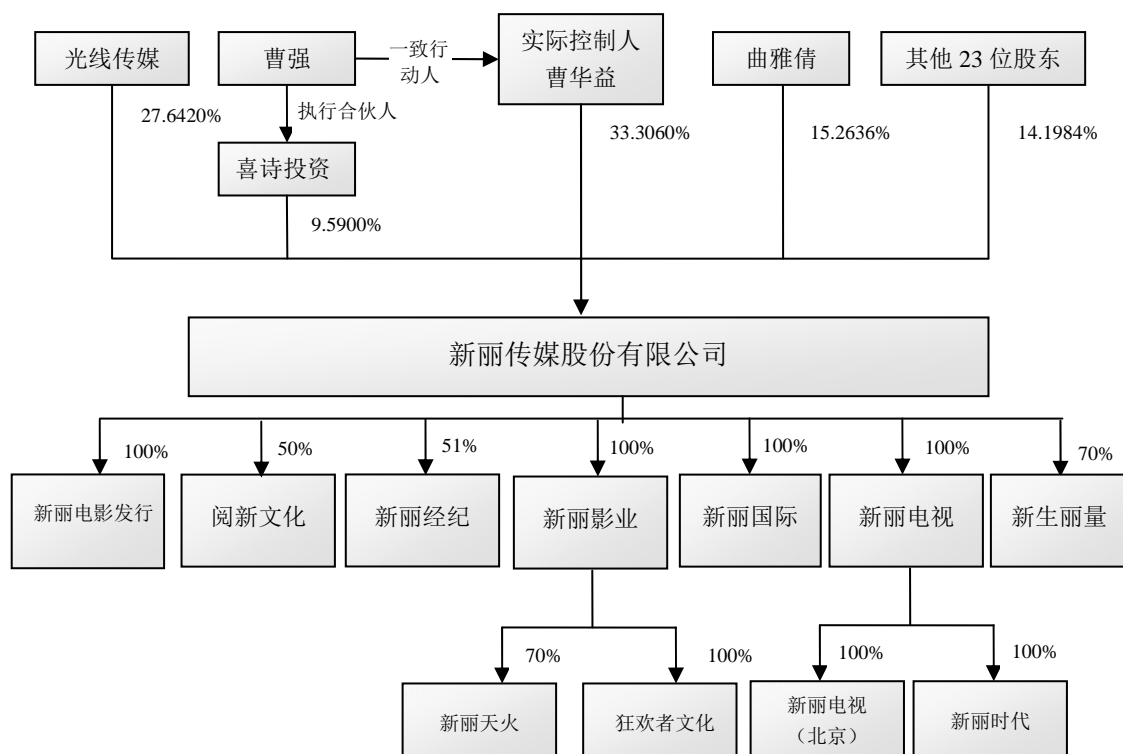 光线传媒
曹强
一致行
动人
实际控制人
曹华益
曲雅倩
其他 23 位股东
27.6420%
执行合伙人
33.3060%
15.2636%
14.1984%
喜诗投资
9.5900%
新丽传媒股份有限公司
100%
50%
51%
100%
100%
100%
70%
新丽电影发行
阅新文化
新丽经纪
新丽影业
新丽国际
新丽电视
新生丽量
70%
100%
100%
100%
新丽天火
狂欢者文化
新丽电视
（北京）
新丽时代